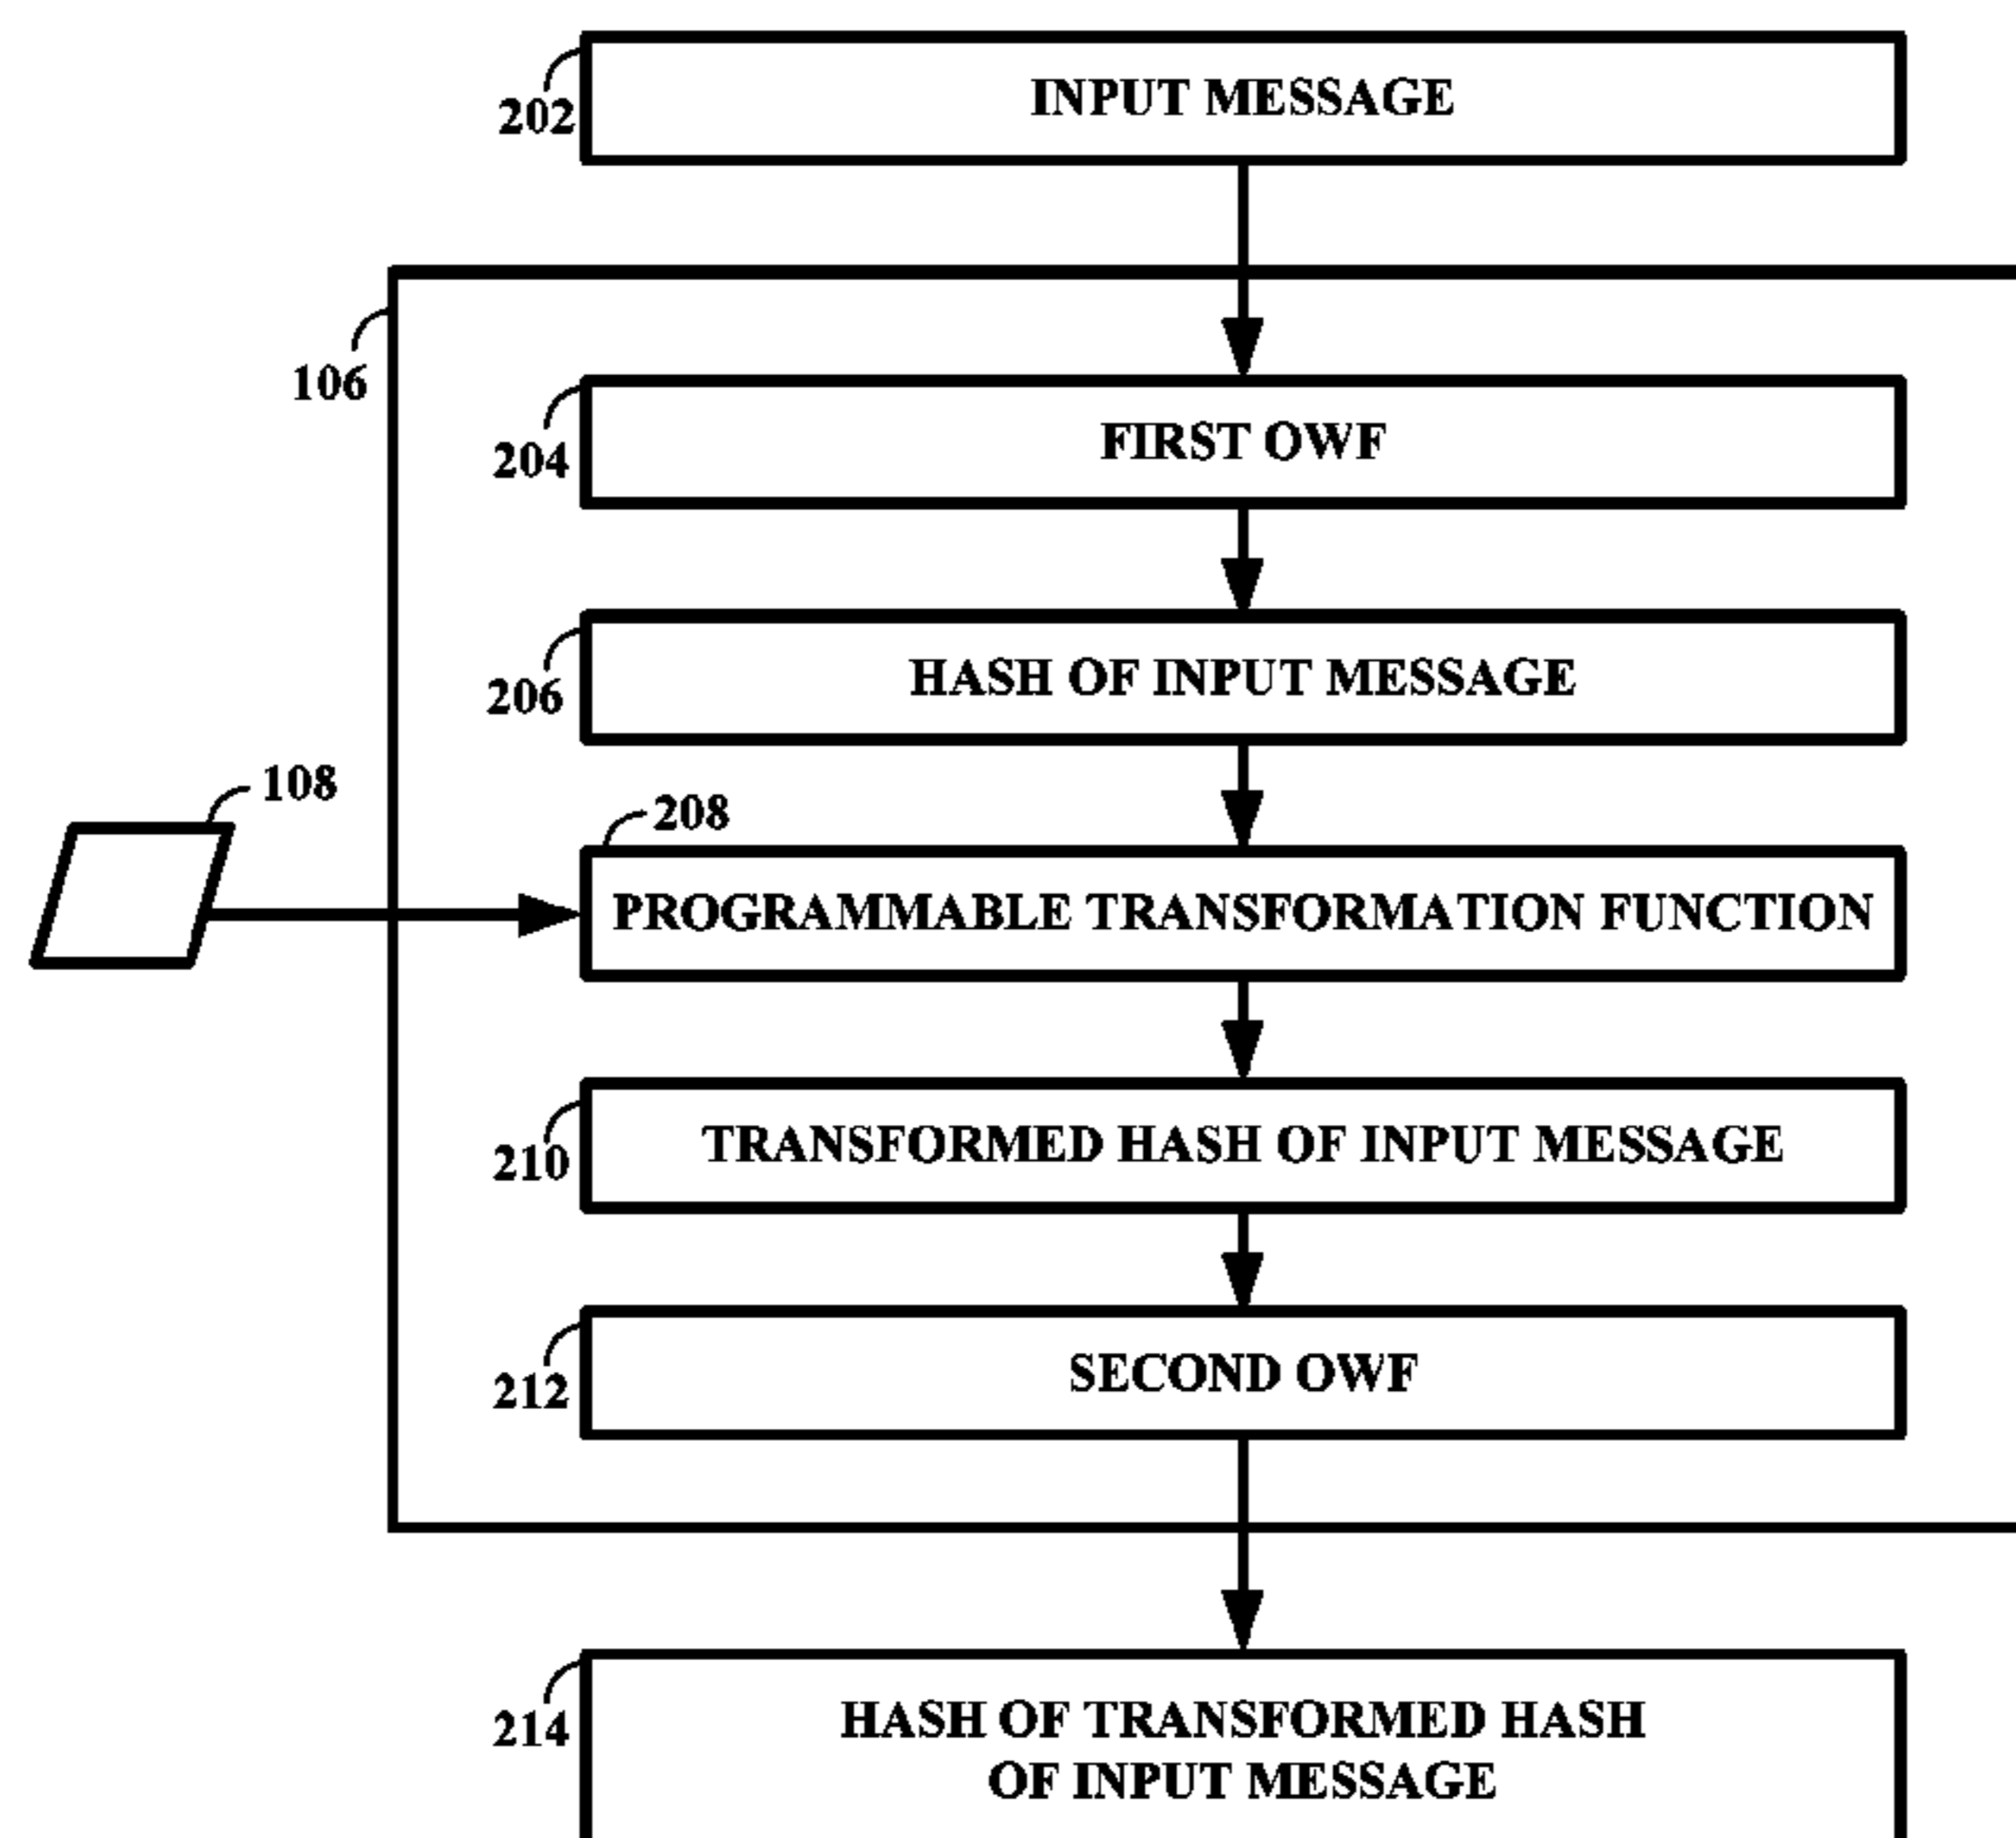 INPUT MESSAGE
202
106
FIRST OWF
204
HASH OF INPUT MESSAGE
206
108
208
PROGRAMMABLE TRANSFORMATION FUNCTION
TRANSFORMED HASH OF INPUT MESSAGE
210
SECOND OWF
212
HASH OF TRANSFORMED HASH
214
OF INPUT MESSAGE